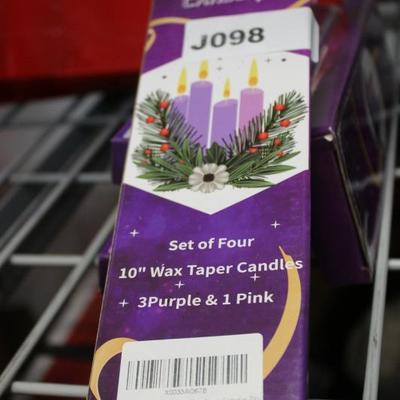 J098
Set of Four
10" Wax Taper Candles
3Purple & 1 Pink